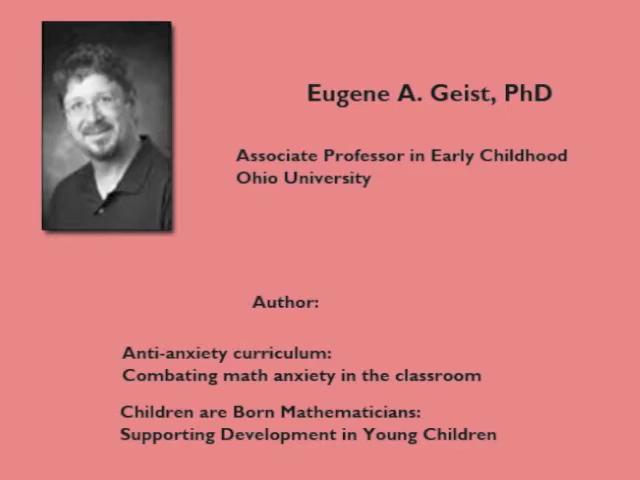 Eugene A. Geist, PhD
Associate Professor in Early Childhood
Ohio University
Author:
Anti-anxiety curriculum:
Combating math anxiety in the classroom
Children are Born Mathematicians:
Supporting Development in Young Children